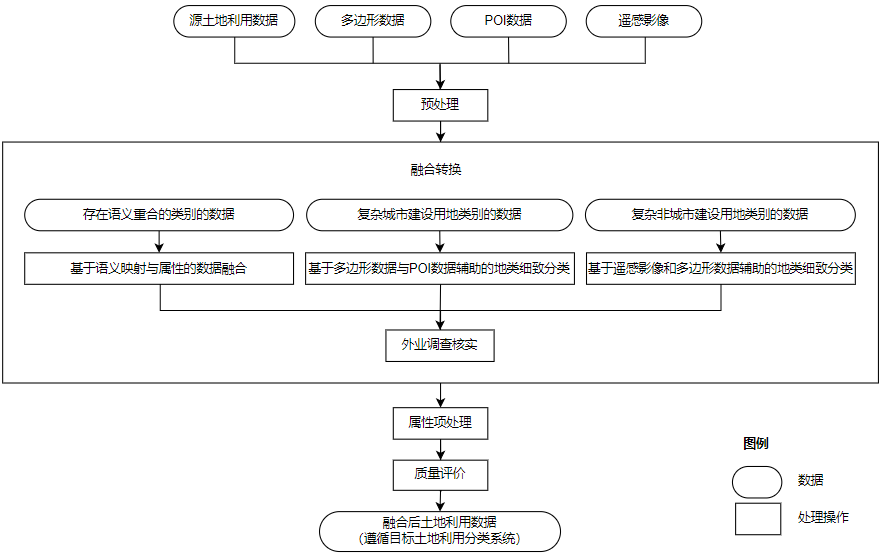 源土地利用数据
多边形数据
POI数据
遥感影像
预处理
融合转换
存在语义重合的类别的数据
复杂城市建设用地类别的数据
复杂非城市建设用地类别的数据
基于语义映射与属性的数据融合
基于多边形数据与POI数据辅助的地类细致分类
基于遥感影像和多边形数据辅助的地类细致分类
外业调查核实
属性项处理
质量评价
融合后土地利用数据
（遵循目标土地利用分类系统）
图例
数据
处理操作